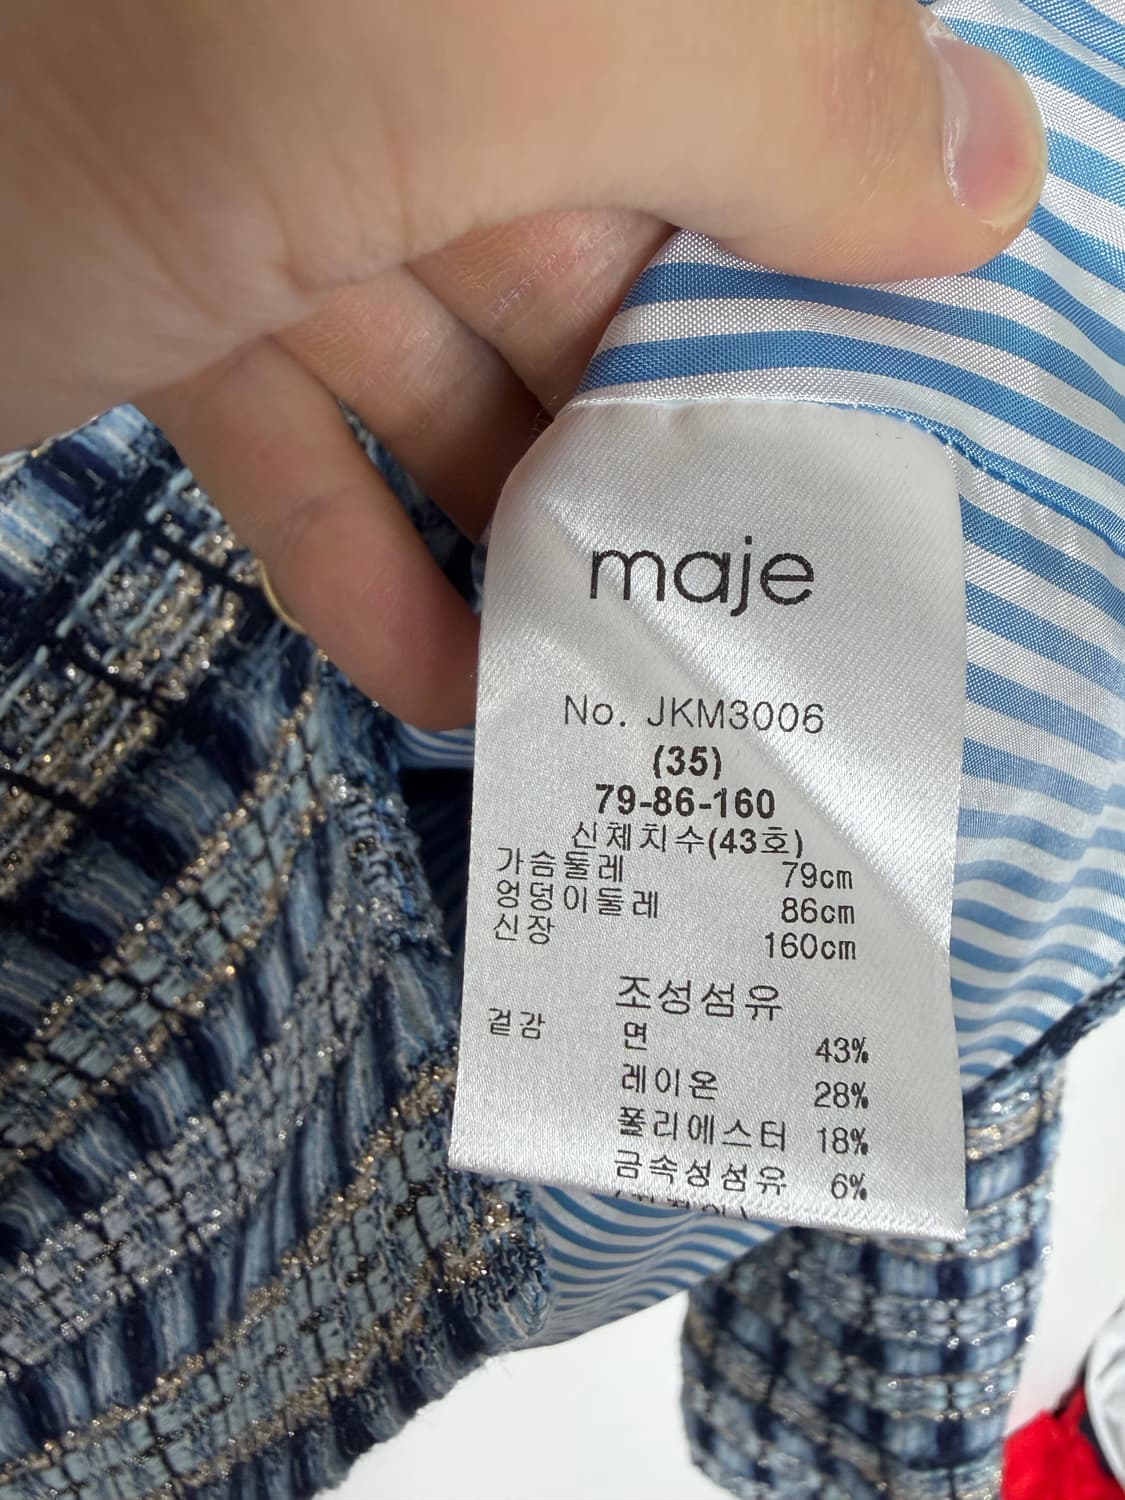 maje
No. JKM3006
(35)
79-86-160
신체치수(43호)
가슴둘레 79cm
엉덩이둘레 86cm
신장 160cm
조성섬유
겉감 면 43%
레이온 28%
폴리에스터 18%
금속성섬유 6%